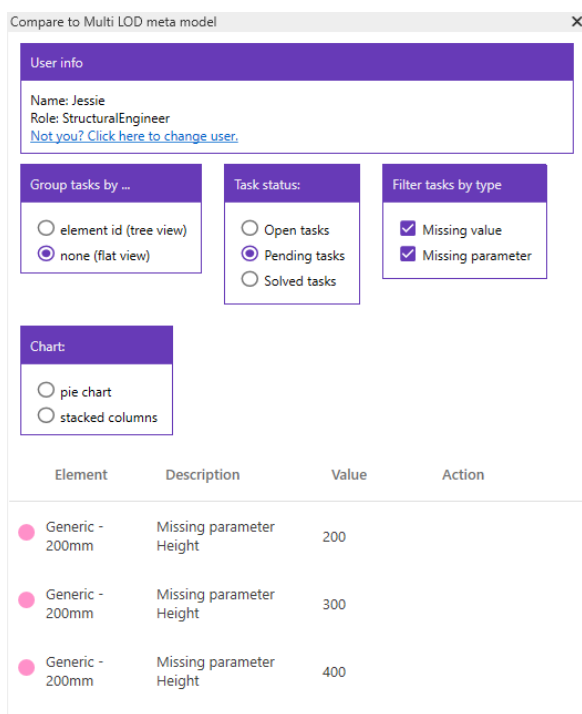 Compare to Multi LOD meta model
User info
Name: Jessie
Role: StructuralEngineer
Not you? Click here to change user.
Group tasks by ...
element id (tree view)
none (flat view)
Task status:
Open tasks
Pending tasks
Solved tasks
Filter tasks by type
Missing value
Missing parameter
Chart:
pie chart
stacked columns
Element Description Value Action
Generic - Missing parameter
200mm Height 200
Generic - Missing parameter
200mm Height 300
Generic - Missing parameter
200mm Height 400